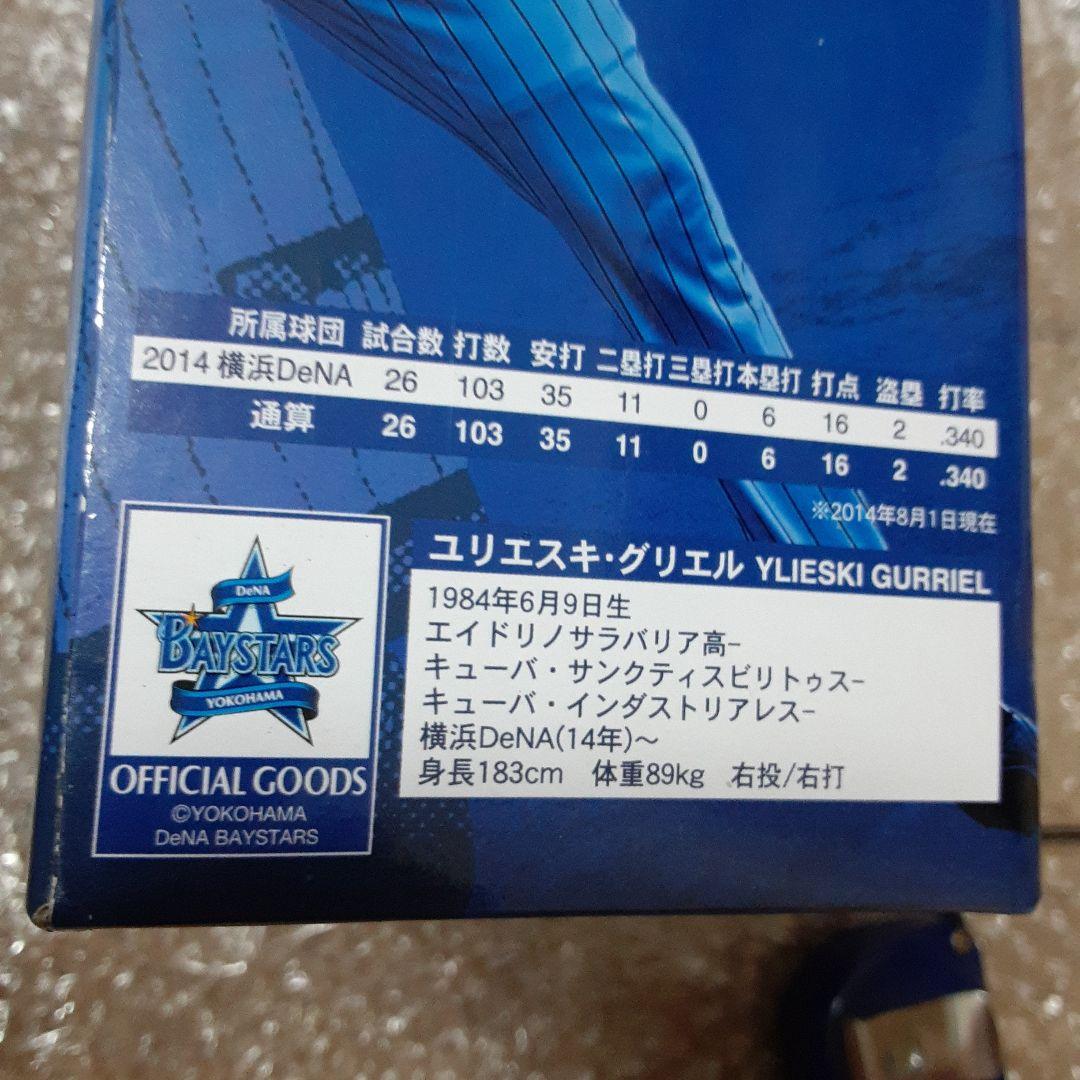 所属球団 試合数 打数 安打 二塁打 三塁打 本塁打 打点 盗塁 打率
2014 横浜DeNA 26 103 35 11 0 6 16 2 .340
通算 26 103 35 11 0 6 16 2 .340
※2014年8月1日現在
DeNA
BAYSTARS
YOKOHAMA
OFFICIAL GOODS
©YOKOHAMA
DeNA BAYSTARS
ユリエスキ・グリエル YLIESKI GURRIEL
1984年6月9日生
エイドリノサラバリア高−
キューバ・サンクティスピリトゥス−
キューバ・インダストリアレス−
横浜DeNA(14年)〜
身長183cm 体重89kg 右投/右打